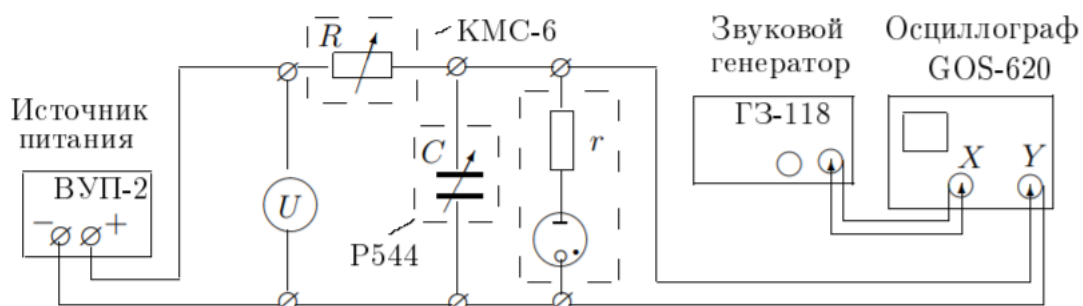 R
КМС-6
Звуковой
генератор
ГЗ-118
Осциллограф
GOS-620
X
Y
Источник
питания
ВУП-2
− +
U
C
Р544
r